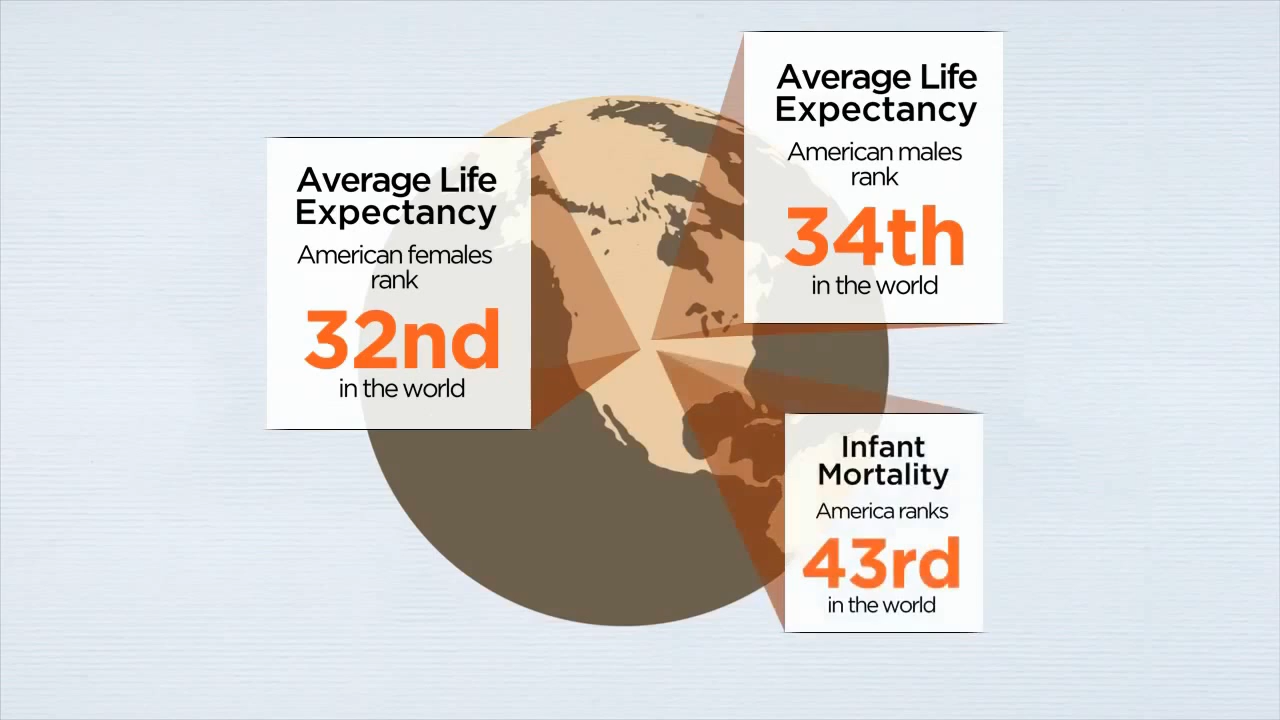 Average Life
Expectancy
American females
rank
32nd
in the world
Average Life
Expectancy
American males
rank
34th
in the world
Infant
Mortality
America ranks
43rd
in the world